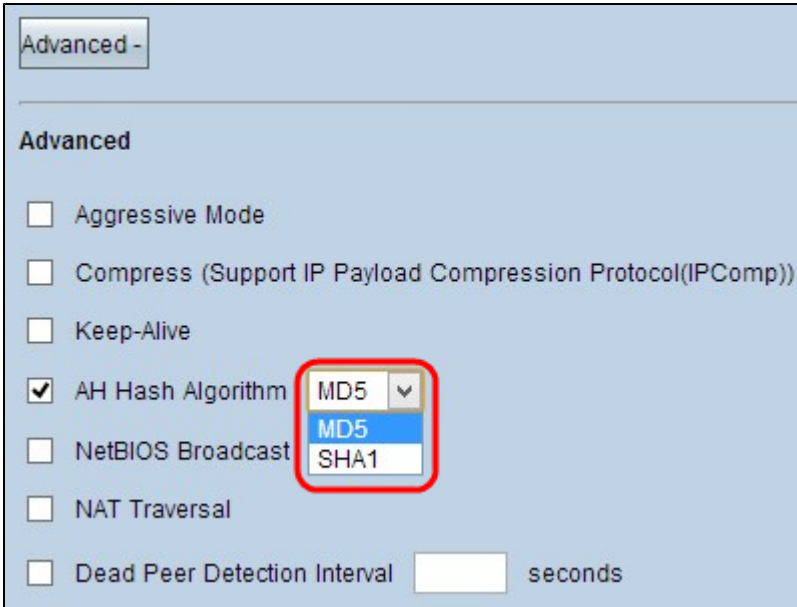 Advanced -
Advanced
Aggressive Mode
Compress (Support IP Payload Compression Protocol(IPComp))
Keep-Alive
AH Hash Algorithm MD5
MD5
NetBIOS Broadcast SHA1
NAT Traversal
Dead Peer Detection Interval seconds